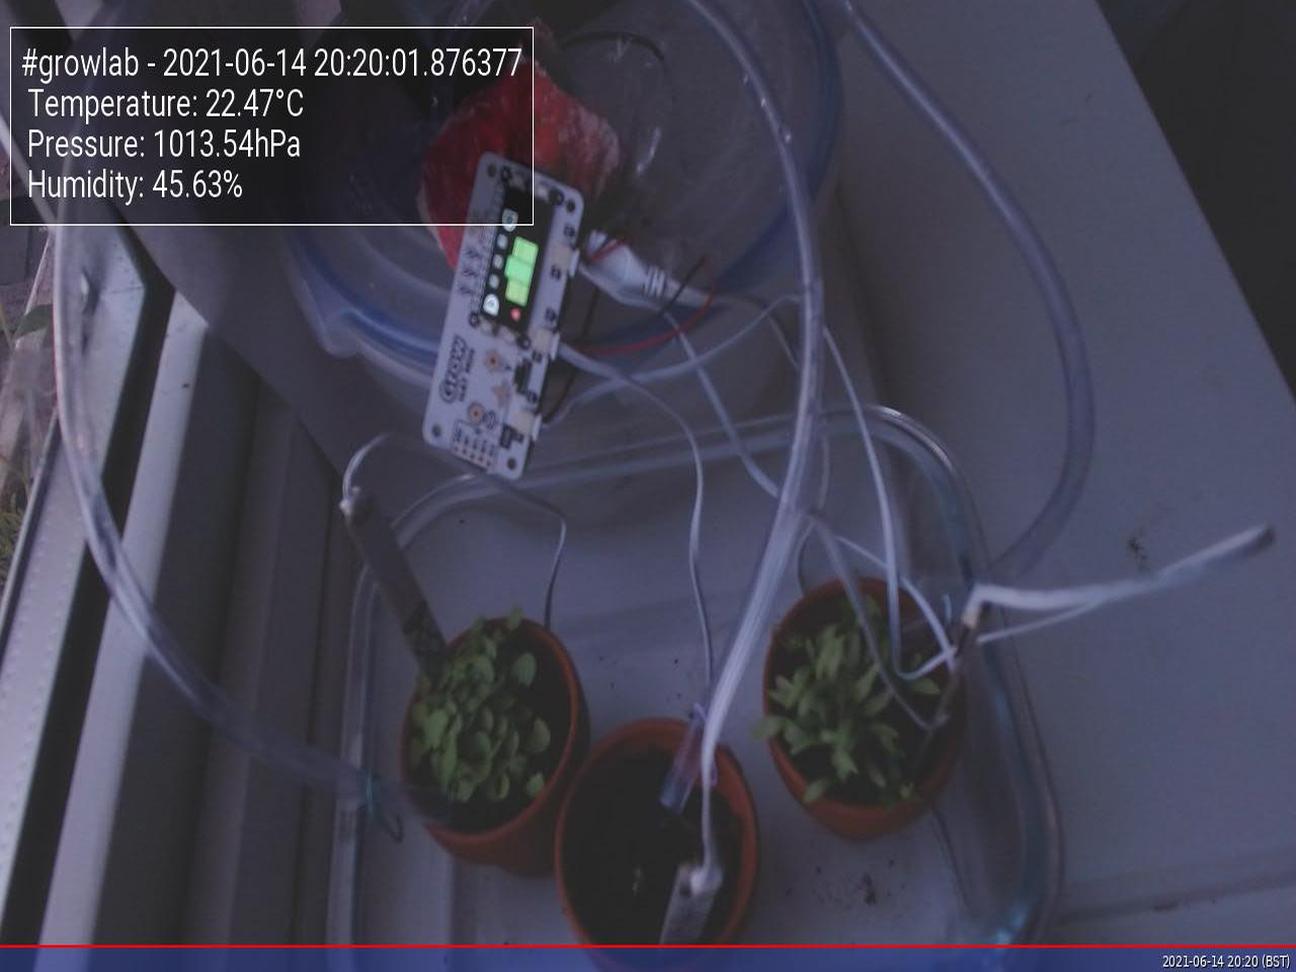 #growlab - 2021-06-14 20:20:01.876377
Temperature: 22.47°C
Pressure: 1013.54hPa
Humidity: 45.63%
Grow
2021-06-14 20:20 (BST)